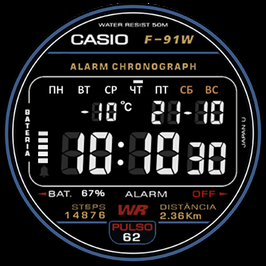 WATER RESIST 50M
CASIO F-91W
ALARM CHRONOGRAPH
ПН ВТ СР ЧТ ПТ СБ ВС
-10°C 2-10
BATERIA
10:10 30
JAPAN U
BAT. 67% ALARM OFF
STEPS WR DISTÂNCIA
14876 2.36Km
PULSO
62